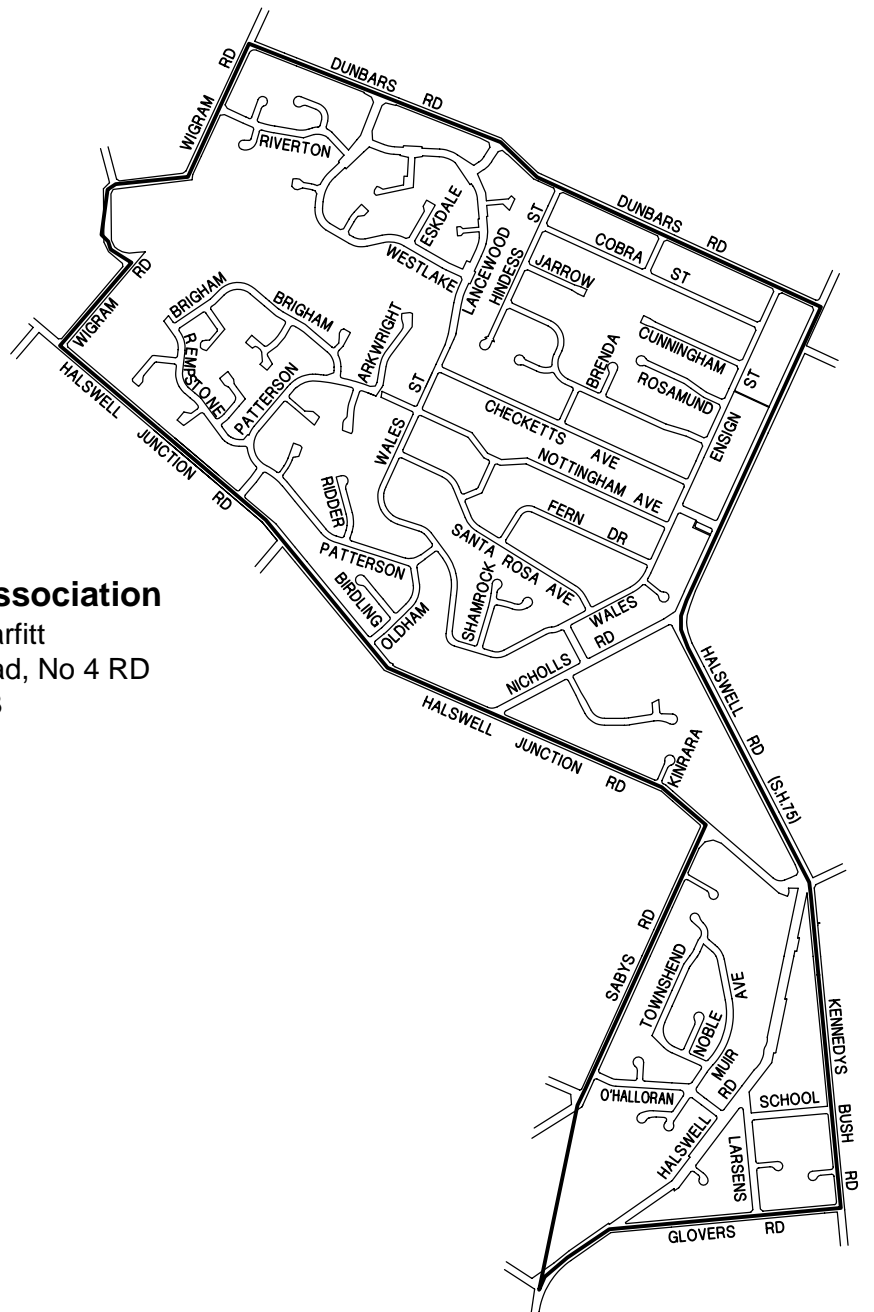 WIGRAM RD
DUNBARS RD
RIVERTON
DUNBARS RD
ESKDALE
LANCEWOOD
HINDESS ST
COBRA ST
WESTLAKE
JARROW
WIGRAM RD
BRIGHAM
BRIGHAM
ARKWRIGHT
CUNNINGHAM
BRENDA
ROSAMUND
REMPSTONE
PATTERSON
HALSWELL JUNCTION RD
WALES ST
CHECKETTS AVE
ENSIGN ST
NOTTINGHAM AVE
RIDDER
FERN DR
PATTERSON
SANTA ROSA AVE
BIRDLING
OLDHAM
SHAMROCK
WALES
ssociation
arfitt
ad, No 4 RD
NICHOLLS RD
HALSWELL RD (S.H.75)
HALSWELL JUNCTION RD
KINRARA
SABYS RD
TOWNSHEND
AVE
NOBLE
MUIR
KENNEDYS BUSH RD
O'HALLORAN
HALSWELL RD
SCHOOL
LARSENS
GLOVERS RD